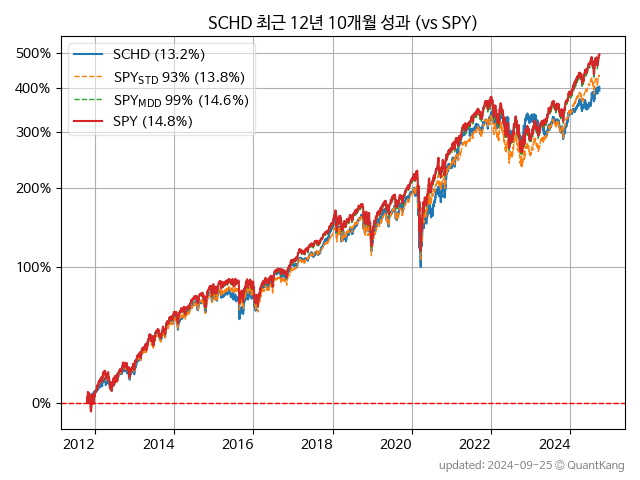 SCHD 최근 12년 10개월 성과 (vs SPY)
SCHD (13.2%)
SPY_STD 93% (13.8%)
SPY_MDD 99% (14.6%)
SPY (14.8%)
500%
400%
300%
200%
100%
0%
2012 2014 2016 2018 2020 2022 2024
updated: 2024-09-25 © QuantKang